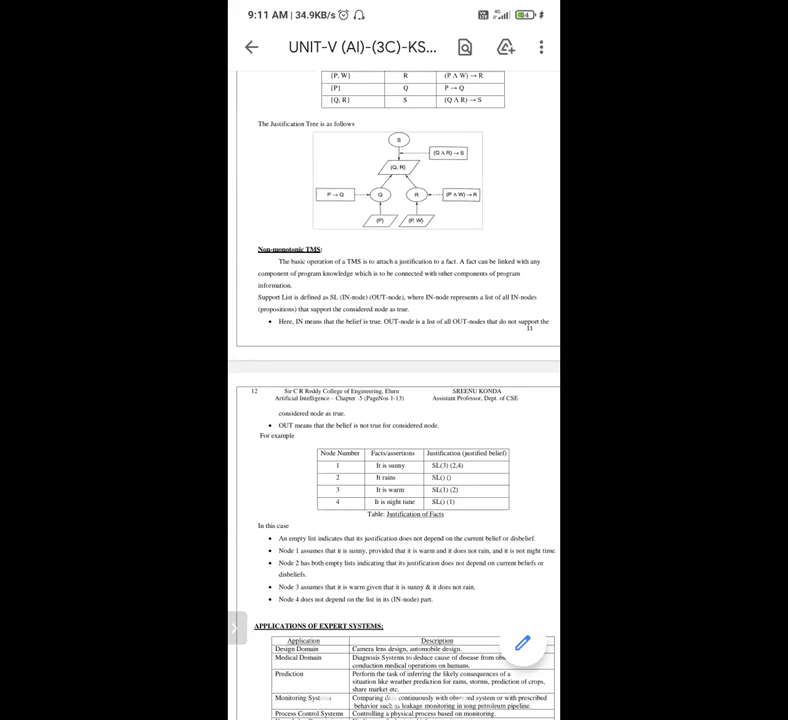 9:11 AM | 34.9KB/s
4G
UNIT-V (AI)-(3C)-KS...
{P, W} R (P Λ W) → R
{P} Q P → Q
{Q, R} S (Q Λ R) → S
The Justification Tree is as follows
S
(Q Λ R) → S
{Q, R}
P → Q Q R (P Λ W) → R
{P} {P, W}
Non-monotonic TMS:
The basic operation of a TMS is to attach a justification to a fact. A fact can be linked with any
component of program knowledge which is to be connected with other components of program
information.
Support List is defined as SL (IN-node) (OUT-node), where IN-node represents a list of all IN-nodes
(propositions) that support the considered node as true.
• Here, IN means that the belief is true. OUT-node is a list of all OUT-nodes that do not support the
11
12 Sir C R Reddy College of Engineering, Eluru SREENU KONDA
Artificial Intelligence – Chapter -5 (PageNos 1-13) Assistant Professor, Dept. of CSE
considered node as true.
• OUT means that the belief is not true for considered node.
For example
Node Number Facts/assertions Justification (justified belief)
1 It is sunny SL(3) (2,4)
2 It rains SL() ()
3 It is warm SL(1) (2)
4 It is night time SL() (1)
Table: Justification of Facts
In this case
• An empty list indicates that its justification does not depend on the current belief or disbelief.
• Node 1 assumes that it is sunny, provided that it is warm and it does not rain, and it is not night time.
• Node 2 has both empty lists indicating that its justification does not depend on current beliefs or
disbeliefs.
• Node 3 assumes that it is warm given that it is sunny & it does not rain.
• Node 4 does not depend on the list in its (IN-node) part.
APPLICATIONS OF EXPERT SYSTEMS:
Application Description
Design Domain Camera lens design, automobile design.
Medical Domain Diagnosis Systems to deduce cause of disease from
conduction medical operations on humans.
Prediction Perform the task of inferring the likely consequences of a
situation like weather prediction for rains, storms, prediction of crops,
share market etc.
Monitoring Comparing continuously with system or with prescribed
behavior such as leakage monitoring in long petroleum pipeline.
Process Control Systems Controlling a physical process based on monitoring.